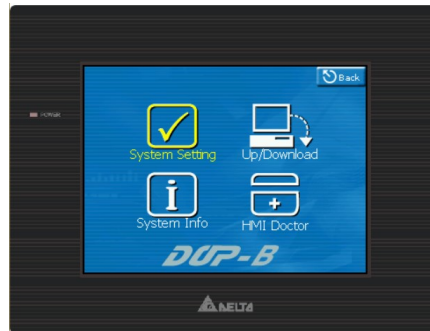 Back
POWER
System Setting
Up/Download
System Info
HMI Doctor
DOP-B
DELTA